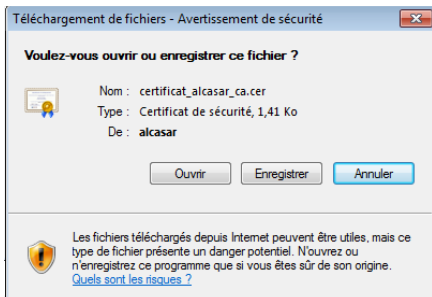 Téléchargement de fichiers - Avertissement de sécurité
Voulez-vous ouvrir ou enregistrer ce fichier ?
Nom : certificat_alcasar_ca.cer
Type : Certificat de sécurité, 1,41 Ko
De : alcasar
Ouvrir Enregistrer Annuler
Les fichiers téléchargés depuis Internet peuvent être utiles, mais ce
type de fichier présente un danger potentiel. N'ouvrez ou
n'enregistrez ce programme que si vous êtes sûr de son origine.
Quels sont les risques ?